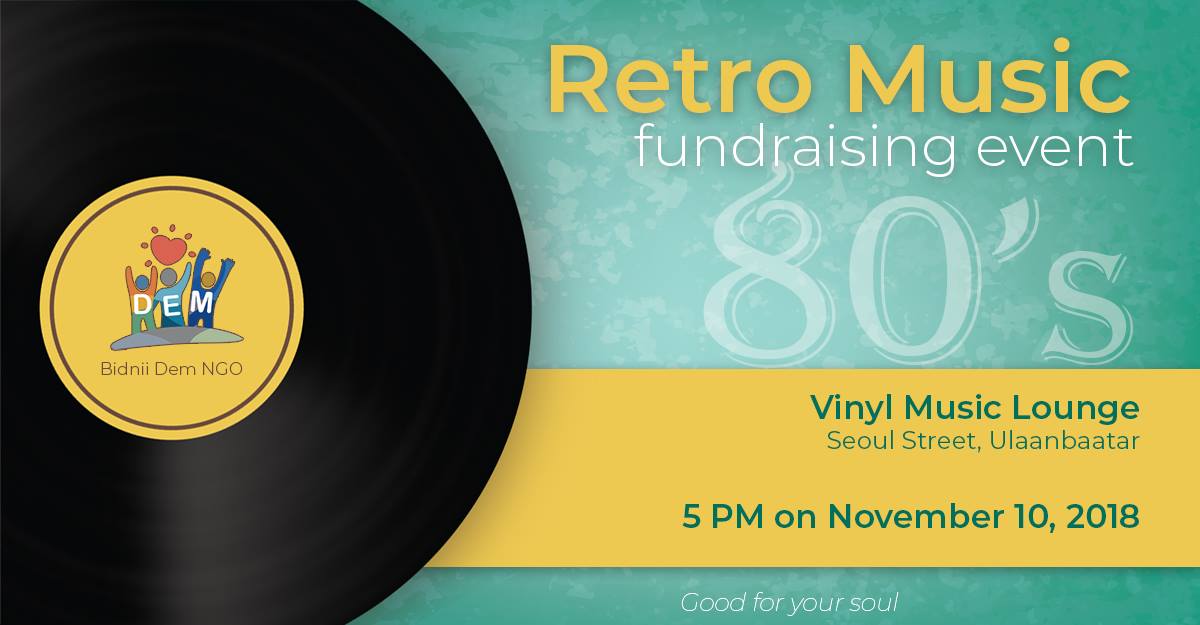 Retro Music
fundraising event
80's
DEM
Bidnii Dem NGO
Vinyl Music Lounge
Seoul Street, Ulaanbaatar
5 PM on November 10, 2018
Good for your soul